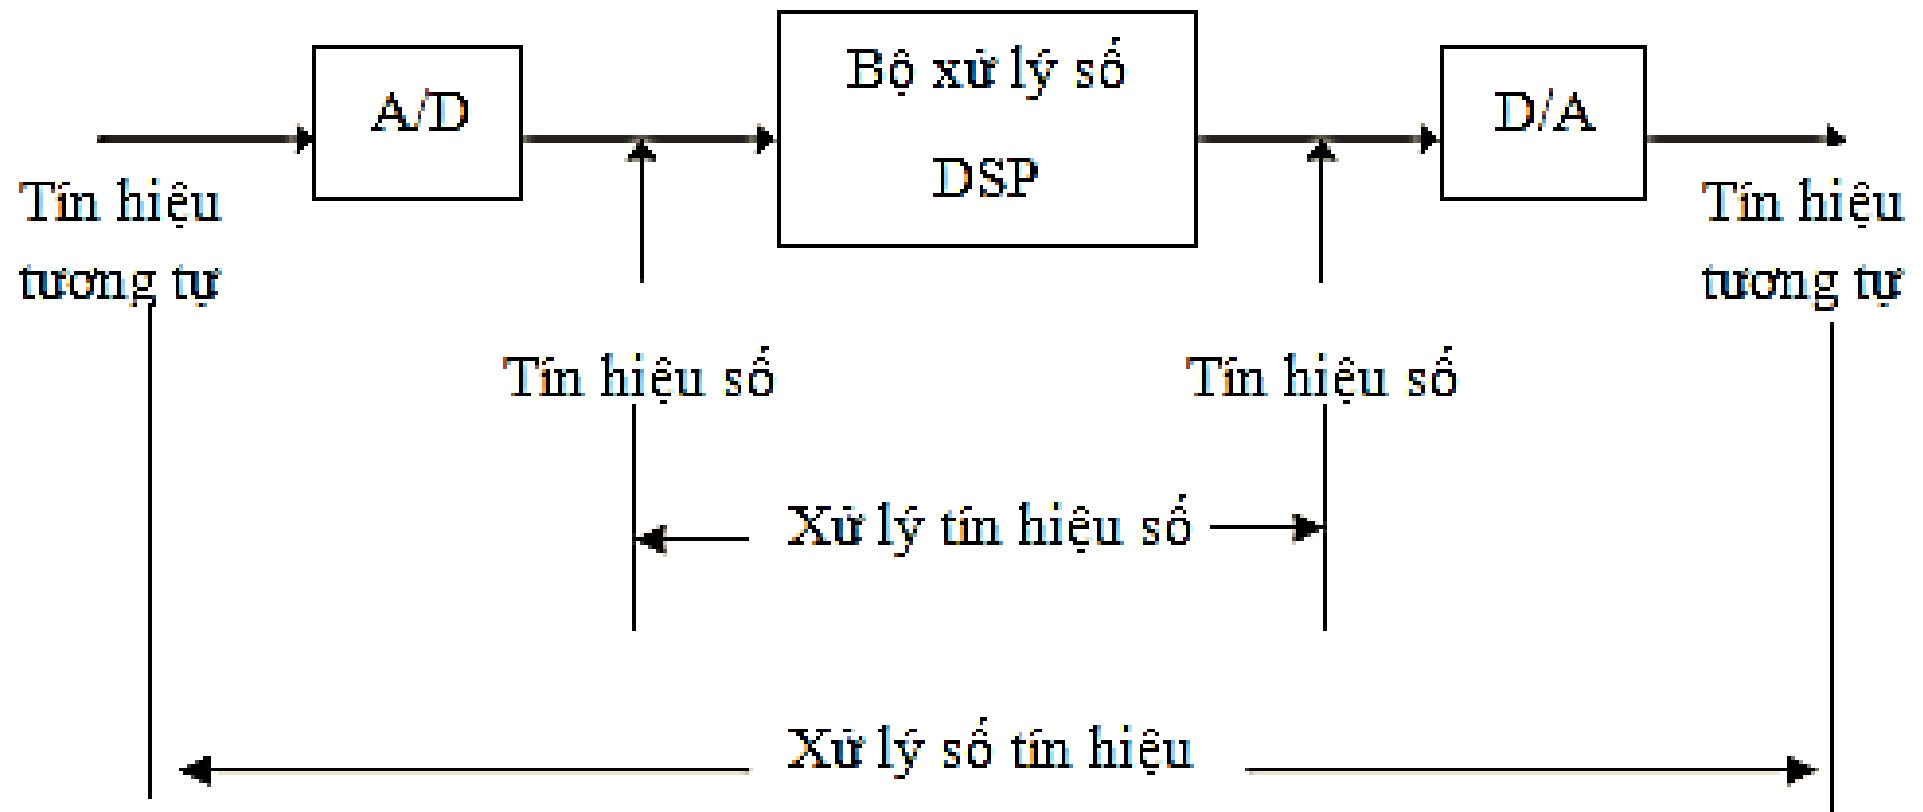 A/D
Bộ xử lý số
DSP
D/A
Tín hiệu
tương tự
Tín hiệu
tương tự
Tín hiệu số
Tín hiệu số
Xử lý tín hiệu số
Xử lý số tín hiệu